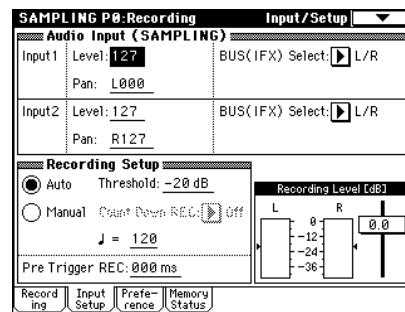 SAMPLING P0:Recording Input/Setup
Audio Input (SAMPLING)
Input1 Level: 127 BUS(IFX) Select: L/R
Pan: L000
Input2 Level: 127 BUS(IFX) Select: L/R
Pan: R127
Recording Setup
Auto Threshold: -20 dB
Manual Count Down REC: Off
♩ = 120
Pre Trigger REC: 000 ms
Recording Level [dB]
L R
0
0.0
-12
-24
-36
Record ing Input Setup Prefe- rence Memory Status